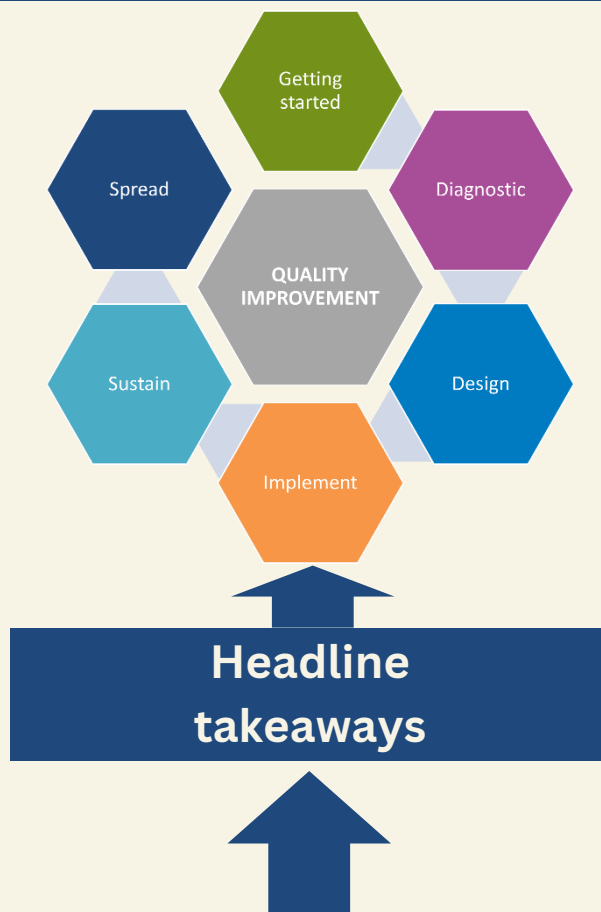 Getting
started
Spread
Diagnostic
QUALITY
IMPROVEMENT
Sustain
Design
Implement
Headline
takeaways